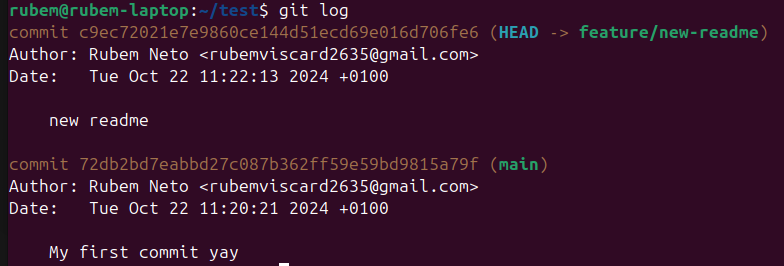 rubem@rubem-laptop:~/test$ git log
commit c9ec72021e7e9860ce144d51ecd69e016d706fe6 (HEAD -> feature/new-readme)
Author: Rubem Neto <rubemviscard2635@gmail.com>
Date:   Tue Oct 22 11:22:13 2024 +0100
    new readme
commit 72db2bd7eabbd27c087b362ff59e59bd9815a79f (main)
Author: Rubem Neto <rubemviscard2635@gmail.com>
Date:   Tue Oct 22 11:20:21 2024 +0100
    My first commit yay